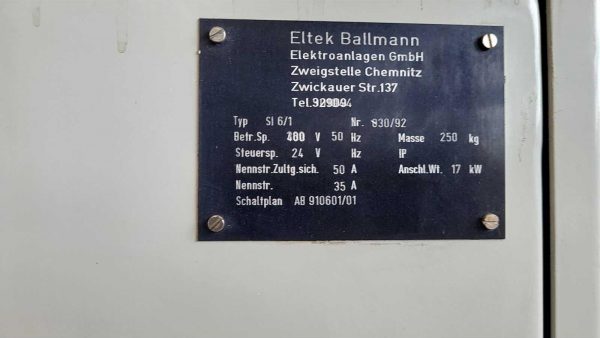 Eltek Ballmann
Elektroanlagen GmbH
Zweigstelle Chemnitz
Zwickauer Str.137
Tel.
Typ SI 6/1 Nr. 930/92
Betr.Sp. V 50 Hz Masse 250 kg
Steuersp. 24 V Hz IP
Nennstr.Zultg.sich. 50 A Anschl.Wt. 17 kW
Nennstr. 35 A
Schaltplan AB 910601/01